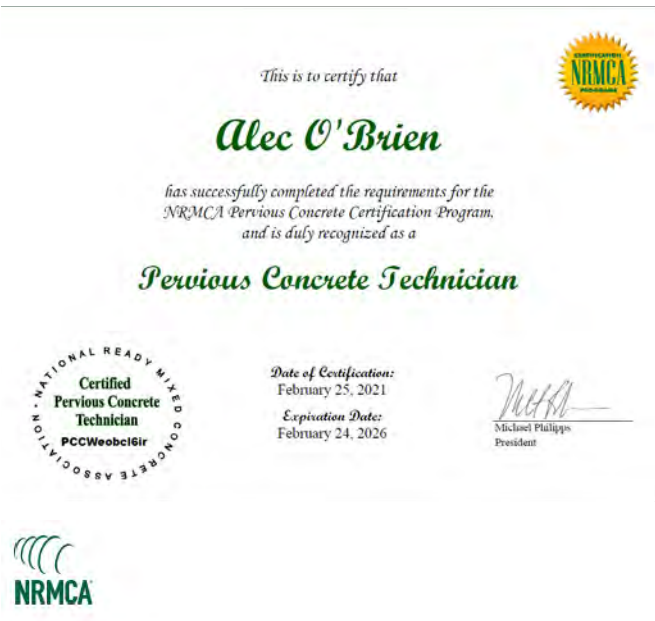 CERTIFICATION
NRMCA
PROGRAMS
This is to certify that
Alec O'Brien
has successfully completed the requirements for the
NRMCA Pervious Concrete Certification Program,
and is duly recognized as a
Pervious Concrete Technician
NATIONAL READY MIXED CONCRETE ASSOCIATION •
Certified
Pervious Concrete
Technician
PCCWeobcl6ir
Date of Certification:
February 25, 2021
Expiration Date:
February 24, 2026
Michael Philipps
President
NRMCA